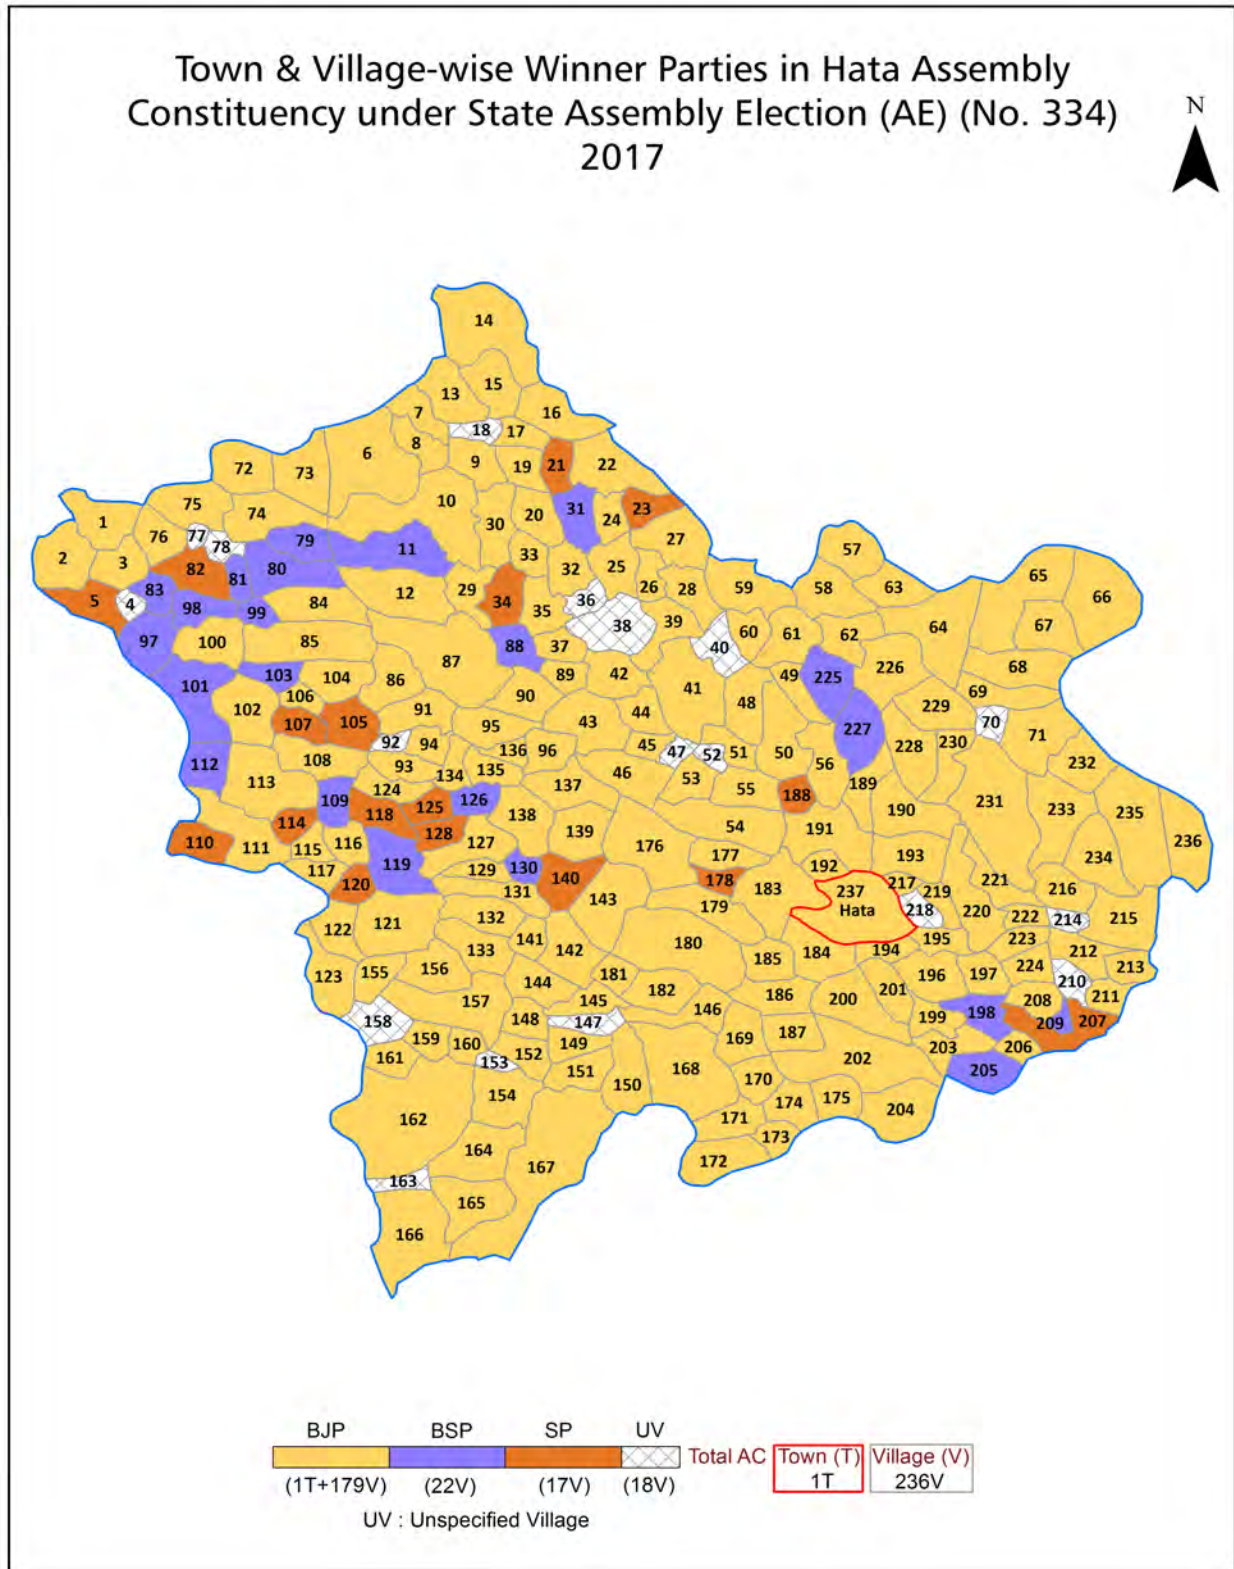 Town & Village-wise Winner Parties in Hata Assembly
Constituency under State Assembly Election (AE) (No. 334)
2017
N
14
15
13
7
16
18 17
8
6
9 19 21 22
72 73
10
75 74 30 20 31 24 23
1
76 77 78 79 11 27
2 3 33 57
82 81 80 32 25
5 4 83 12 29 26 28 59 58 63 65 66
98 99 84 34 35 36
97 100 38 39 60 61 62 64 67
85 88 37 40
101 103 104 86 87 89 42 41 49 225 226 68
106 90 48 69
102 107 105 91 95 43 44 229 70
92 94 136 96 45 47 52 51 50 227 228 230 71
112 108 93 134 135 46 53 56 232
113 124 137 55 188 189 231
109 118 125 126 138 190 233 235
114 128 139 54 191
110 111 115 116 127 176 236
119 129 130 177 192 193 234
117 120 131 140 178 183 237 217 219 221 216
132 143 179 Hata 218 220 222 214 215
122 121 133 141 142 180 184 194 195 223 212
123 155 156 181 185 196 197 224 213
144 182 186 201 210
157 145 146 200 208 211
158 148 147 187 199 198 209 207
159 160 149 169 203 206
161 153 152 202
151 150 168 170 205
154 174 175 204
162 171
173
164 167 172
163
165
166
BJP BSP SP UV
Total AC Town (T) Village (V)
1T 236V
(1T+179V) (22V) (17V) (18V)
UV : Unspecified Village